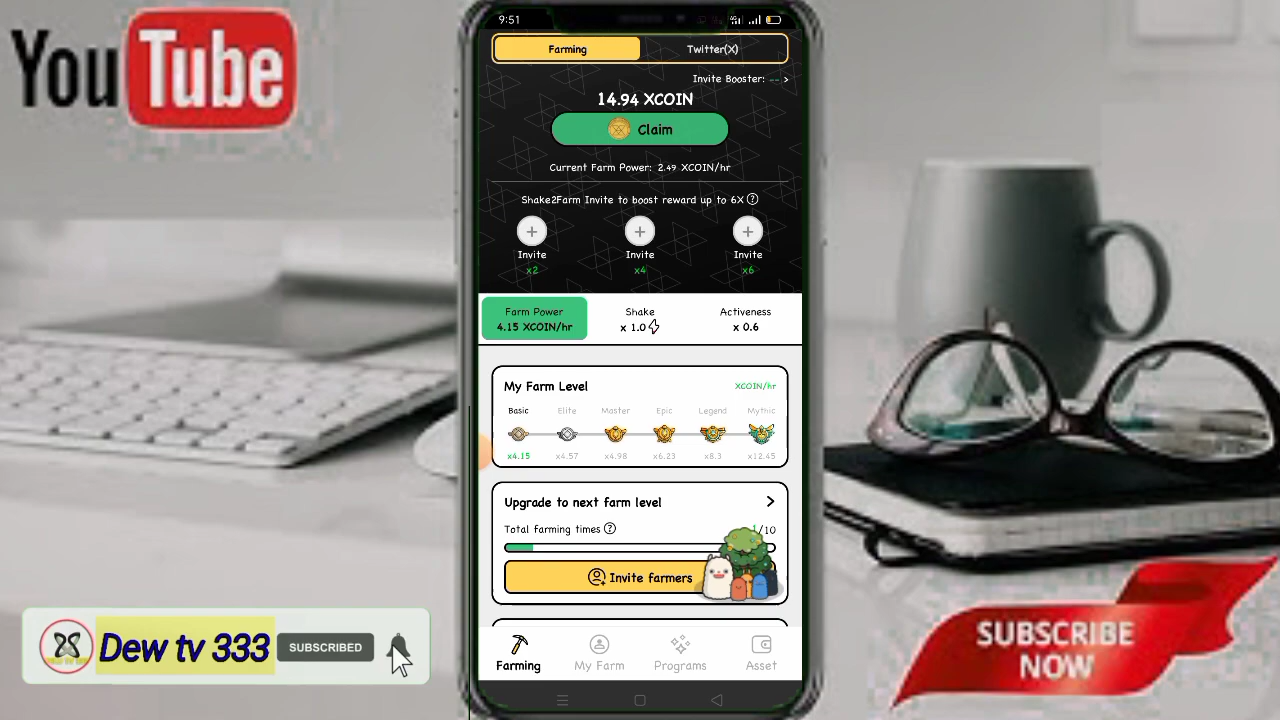 YouTube
9:51
Farming
Twitter(X)
Invite Booster: -- >
14.94 XCOIN
Claim
Current Farm Power: 2.49 XCOIN/hr
Shake2Farm Invite to boost reward up to 6X ?
Invite
Invite
Invite
x2
x4
x6
Farm Power
Shake
Activeness
4.15 XCOIN/hr
x 1.0
x 0.6
My Farm Level
XCOIN/hr
Basic
Elite
Master
Epic
Legend
Mythic
x4.15
x4.57
x4.98
x6.23
x8.3
x12.45
Upgrade to next farm level
Total farming times ?
1/10
Invite farmers
Farming
My Farm
Programs
Asset
Dew tv 333
SUBSCRIBED
SUBSCRIBE
NOW